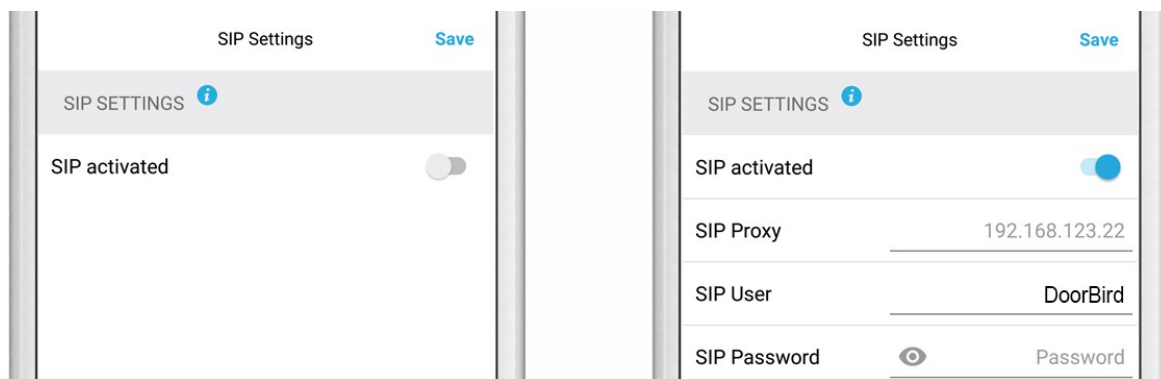 SIP Settings Save
SIP SETTINGS i
SIP activated
SIP Settings Save
SIP SETTINGS i
SIP activated
SIP Proxy 192.168.123.22
SIP User DoorBird
SIP Password Password